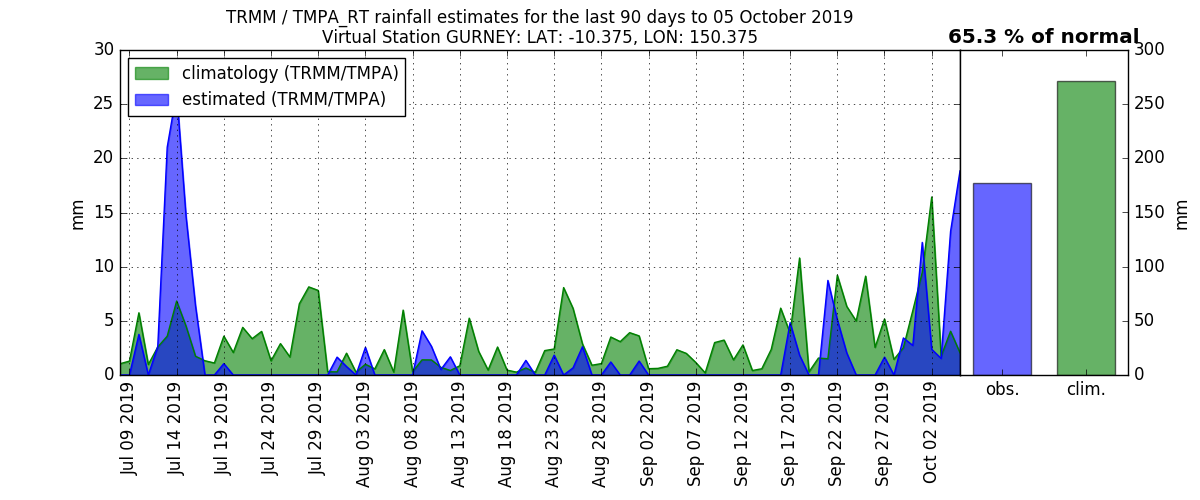 TRMM / TMPA_RT rainfall estimates for the last 90 days to 05 October 2019
Virtual Station GURNEY: LAT: -10.375, LON: 150.375
65.3 % of normal
climatology (TRMM/TMPA)
estimated (TRMM/TMPA)
30
25
20
15
10
5
0
mm
300
250
200
150
100
50
0
mm
Jul 09 2019
Jul 14 2019
Jul 19 2019
Jul 24 2019
Jul 29 2019
Aug 03 2019
Aug 08 2019
Aug 13 2019
Aug 18 2019
Aug 23 2019
Aug 28 2019
Sep 02 2019
Sep 07 2019
Sep 12 2019
Sep 17 2019
Sep 22 2019
Sep 27 2019
Oct 02 2019
obs.
clim.